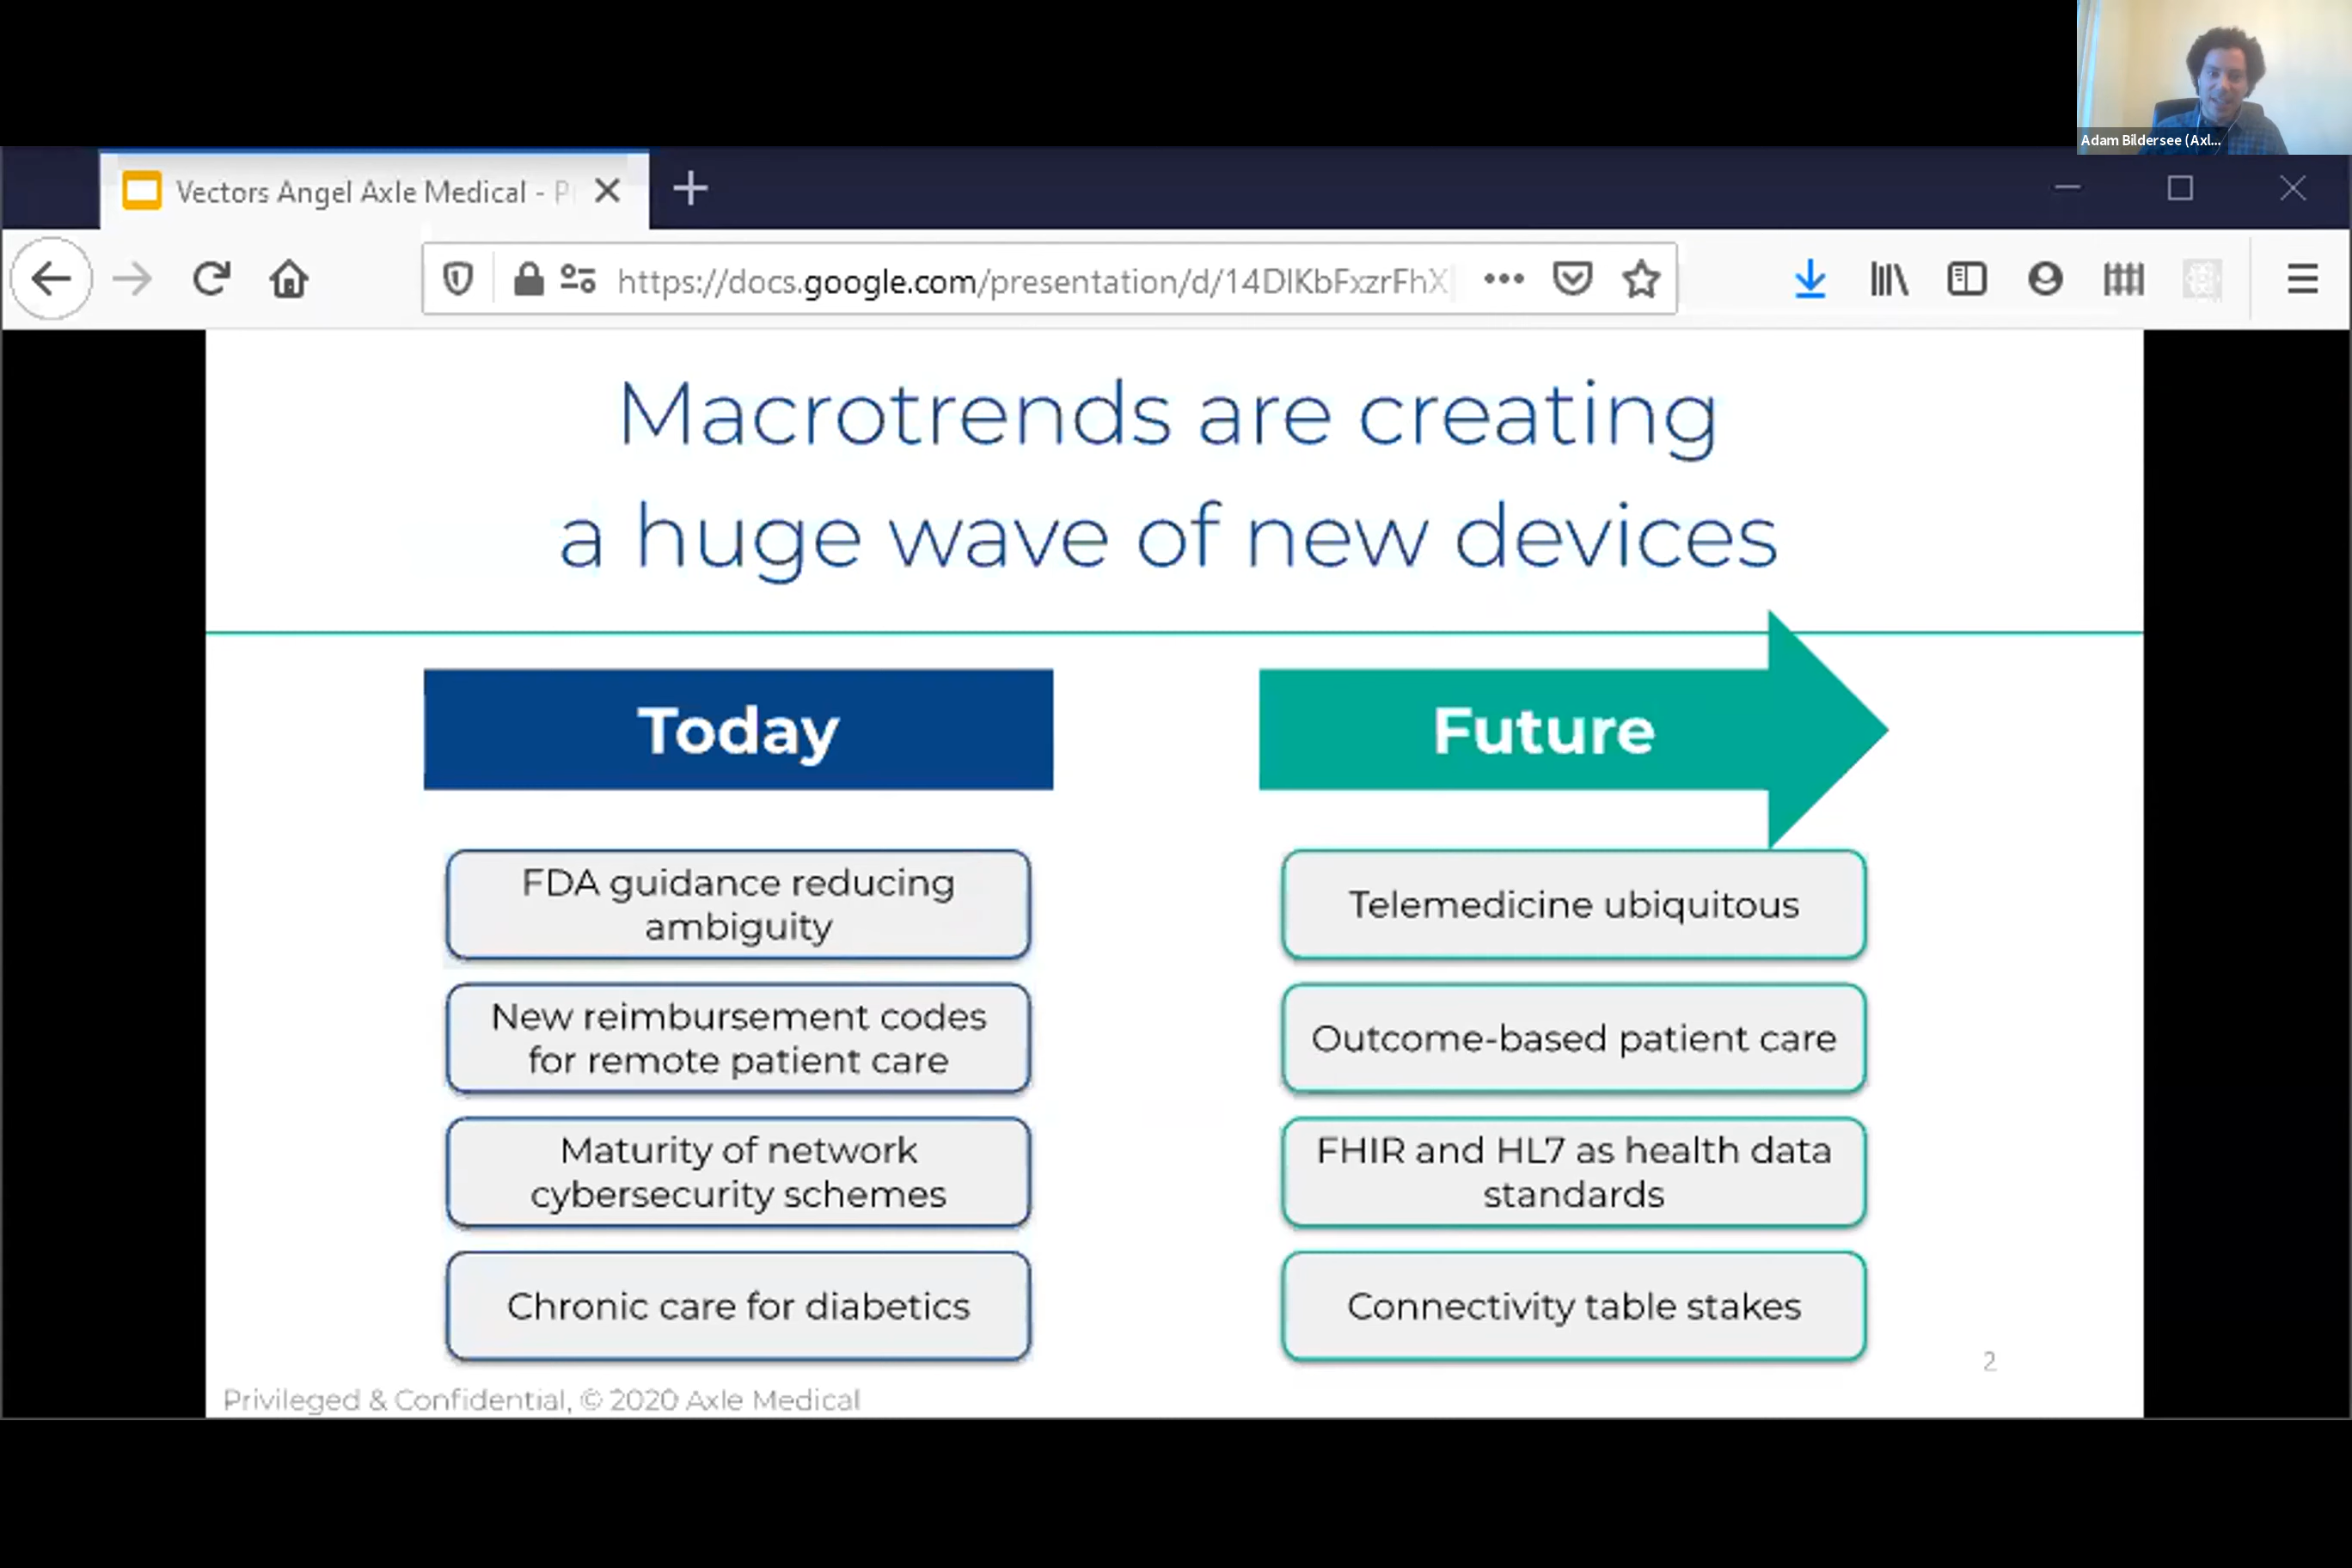 Adam Bildersee (Axl...
Vectors Angel Axle Medical - P
https://docs.google.com/presentation/d/14DlKbFxzrFhX
Macrotrends are creating
a huge wave of new devices
Today
Future
FDA guidance reducing
ambiguity
New reimbursement codes
for remote patient care
Maturity of network
cybersecurity schemes
Chronic care for diabetics
Telemedicine ubiquitous
Outcome-based patient care
FHIR and HL7 as health data
standards
Connectivity table stakes
2
Privileged & Confidential, © 2020 Axle Medical